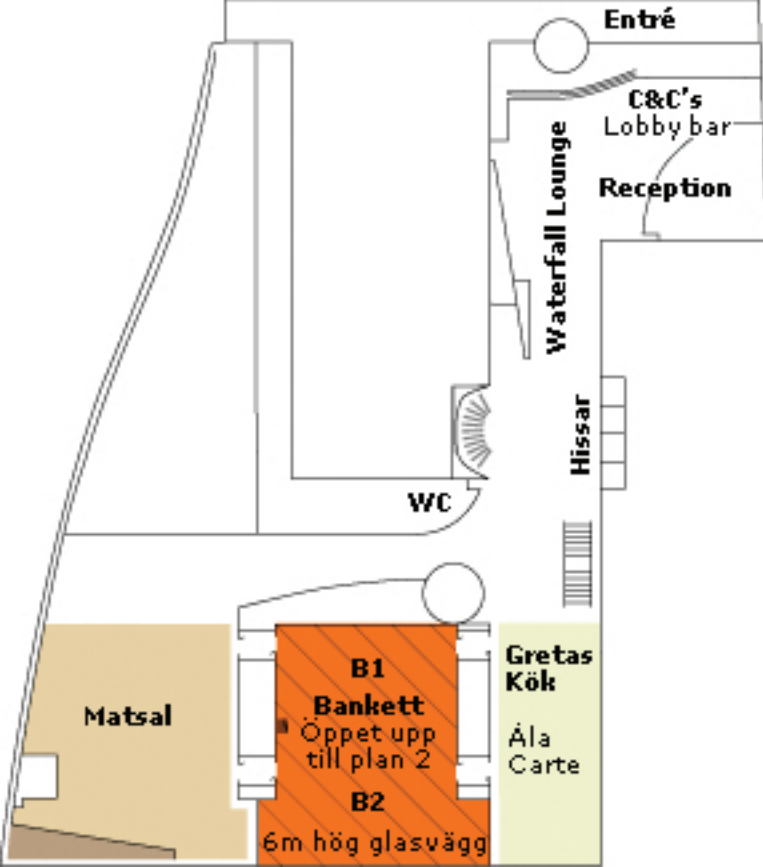 Entré
C&C's
Lobby bar
Reception
Waterfall Lounge
Hissar
WC
Gretas
Kök
Åla
Carte
B1
Bankett
Öppet upp
till plan 2
B2
6m hög glasvägg
Matsal